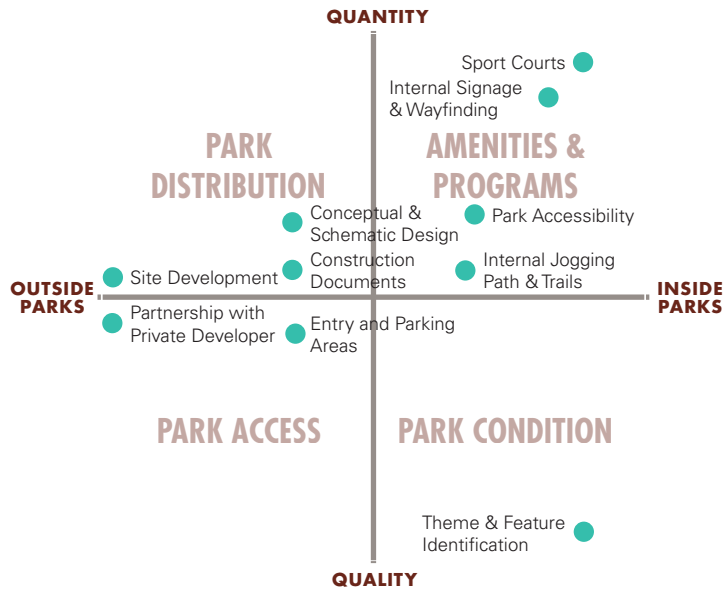 QUANTITY
Sport Courts
Internal Signage
& Wayfinding
PARK
DISTRIBUTION
AMENITIES &
PROGRAMS
Conceptual &
Schematic Design
Park Accessibility
Construction
Documents
Internal Jogging
Path & Trails
Site Development
OUTSIDE
PARKS
INSIDE
PARKS
Partnership with
Private Developer
Entry and Parking
Areas
PARK ACCESS
PARK CONDITION
Theme & Feature
Identification
QUALITY